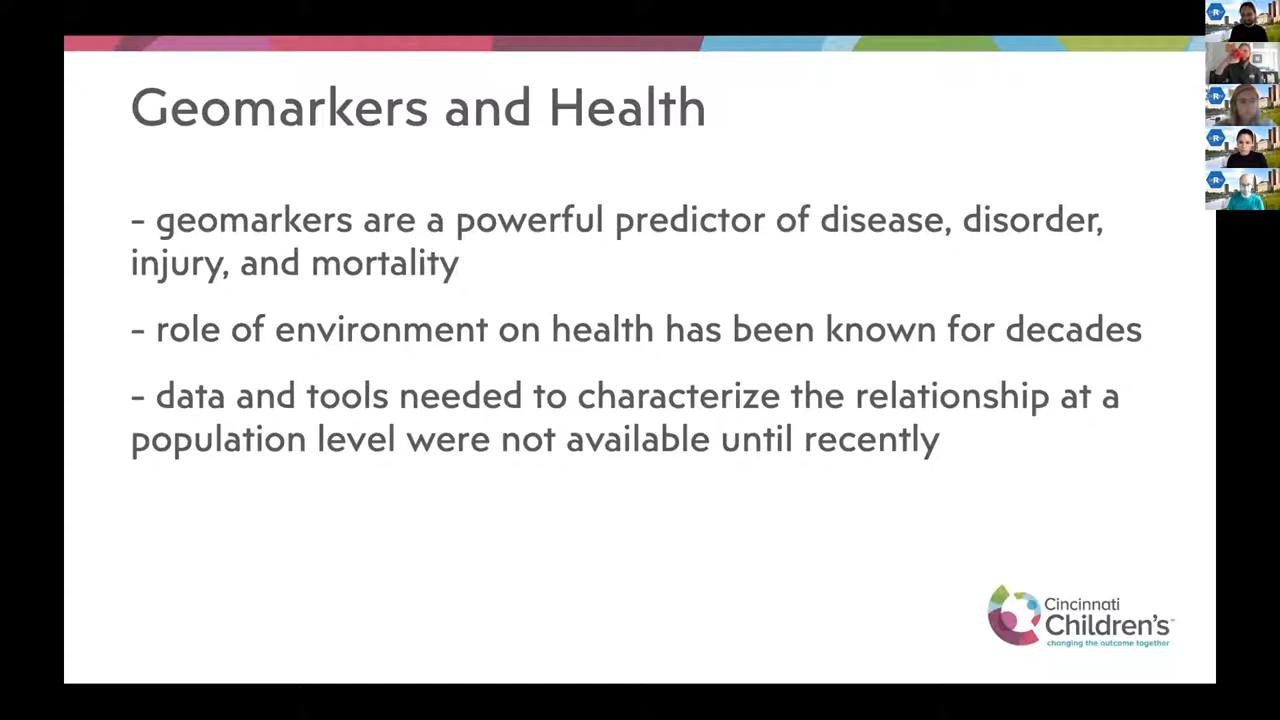 Geomarkers and Health
- geomarkers are a powerful predictor of disease, disorder,
injury, and mortality
- role of environment on health has been known for decades
- data and tools needed to characterize the relationship at a
population level were not available until recently
Cincinnati
Children's™
changing the outcome together
R
R
R
R